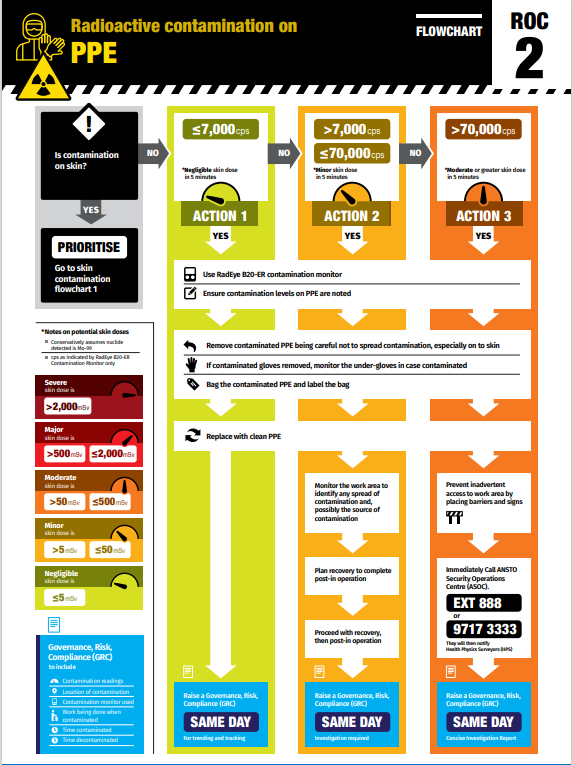 Radioactive contamination on
PPE
FLOWCHART
ROC
2
!
Is contamination
on skin?
NO
YES
PRIORITISE
Go to skin
contamination
flowchart 1
≤7,000cps
*Negligible skin dose
in 5 minutes
ACTION 1
YES
NO
>7,000cps
≤70,000cps
*Minor skin dose
in 5 minutes
ACTION 2
YES
NO
>70,000cps
*Moderate or greater skin dose
in 5 minutes
ACTION 3
YES
Use RadEye B20-ER contamination monitor
Ensure contamination levels on PPE are noted
Remove contaminated PPE being careful not to spread contamination, especially on to skin
If contaminated gloves removed, monitor the under-gloves in case contaminated
Bag the contaminated PPE and label the bag
Replace with clean PPE
Monitor the work area to
identify any spread of
contamination and,
possibly the source of
contamination
Plan recovery to complete
post-in operation
Proceed with recovery,
then post-in operation
Prevent inadvertent
access to work area by
placing barriers and signs
Immediately Call ANSTO
Security Operations
Centre (ASOC).
EXT 888
or
9717 3333
They will then notify
Health Physics Surveyors (HPS)
Raise a Governance, Risk,
Compliance (GRC)
SAME DAY
For trending and tracking
Raise a Governance, Risk,
Compliance (GRC)
SAME DAY
Investigation required
Raise a Governance, Risk,
Compliance (GRC)
SAME DAY
Concise Investigation Report
*Notes on potential skin doses
Conservatively assumes nuclide
detected is Mo-99
cps as indicated by RadEye B20-ER
Contamination Monitor only
Severe
skin dose is
>2,000mSv
Major
skin dose is
>500mSv ≤2,000mSv
Moderate
skin dose is
>50mSv ≤500mSv
Minor
skin dose is
>5mSv ≤50mSv
Negligible
skin dose is
≤5mSv
Governance, Risk,
Compliance (GRC)
to include
Contamination readings
Location of contamination
Contamination monitor used
Work being done when
contaminated
Time contaminated
Time decontaminated